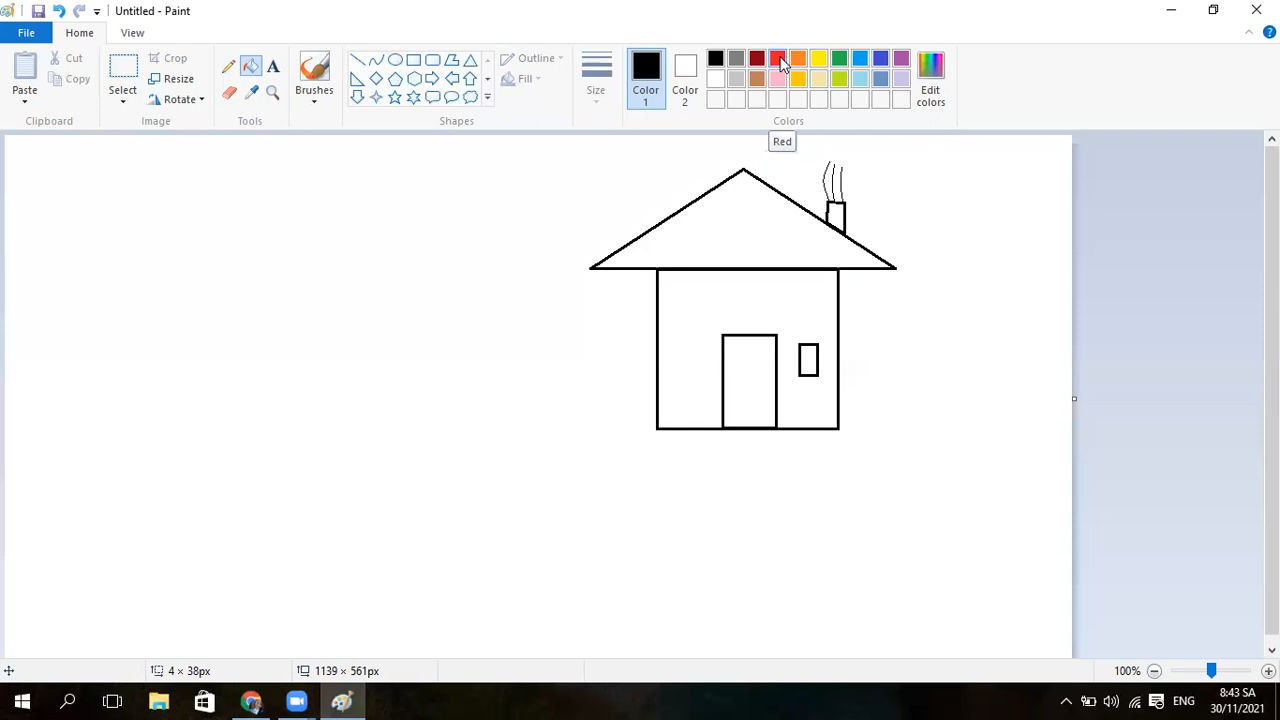 Untitled - Paint
File
Home
View
Paste
Cut
Copy
Clipboard
Select
Crop
Resize
Rotate
Image
A
Tools
Brushes
Outline
Fill
Shapes
Size
Color 1
Color 2
Edit colors
Colors
Red
4 × 38px
1139 × 561px
100%
ENG
8:43 SA
30/11/2021